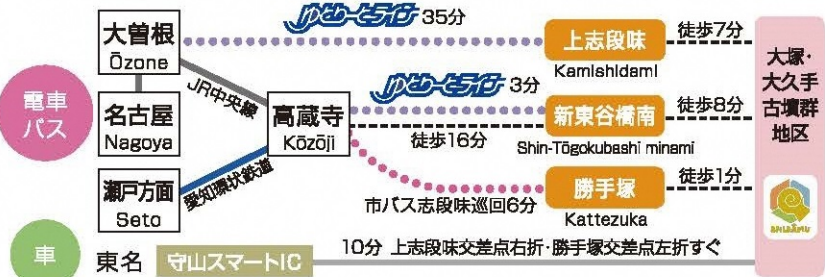 電車
バス
大曽根
Ōzone
ゆとりーとライン 35分
上志段味
Kamishidami
徒歩7分
名古屋
Nagoya
JR中央線
高蔵寺
Kōzōji
ゆとりーとライン 3分
徒歩16分
新東谷橋南
Shin-Tōgokubashi minami
徒歩8分
瀬戸方面
Seto
愛知環状鉄道
市バス志段味巡回6分
勝手塚
Kattezuka
徒歩1分
大塚・
大久手
古墳群
地区
SHIDAMU
車
東名 守山スマートIC
10分 上志段味交差点右折・勝手塚交差点左折すぐ